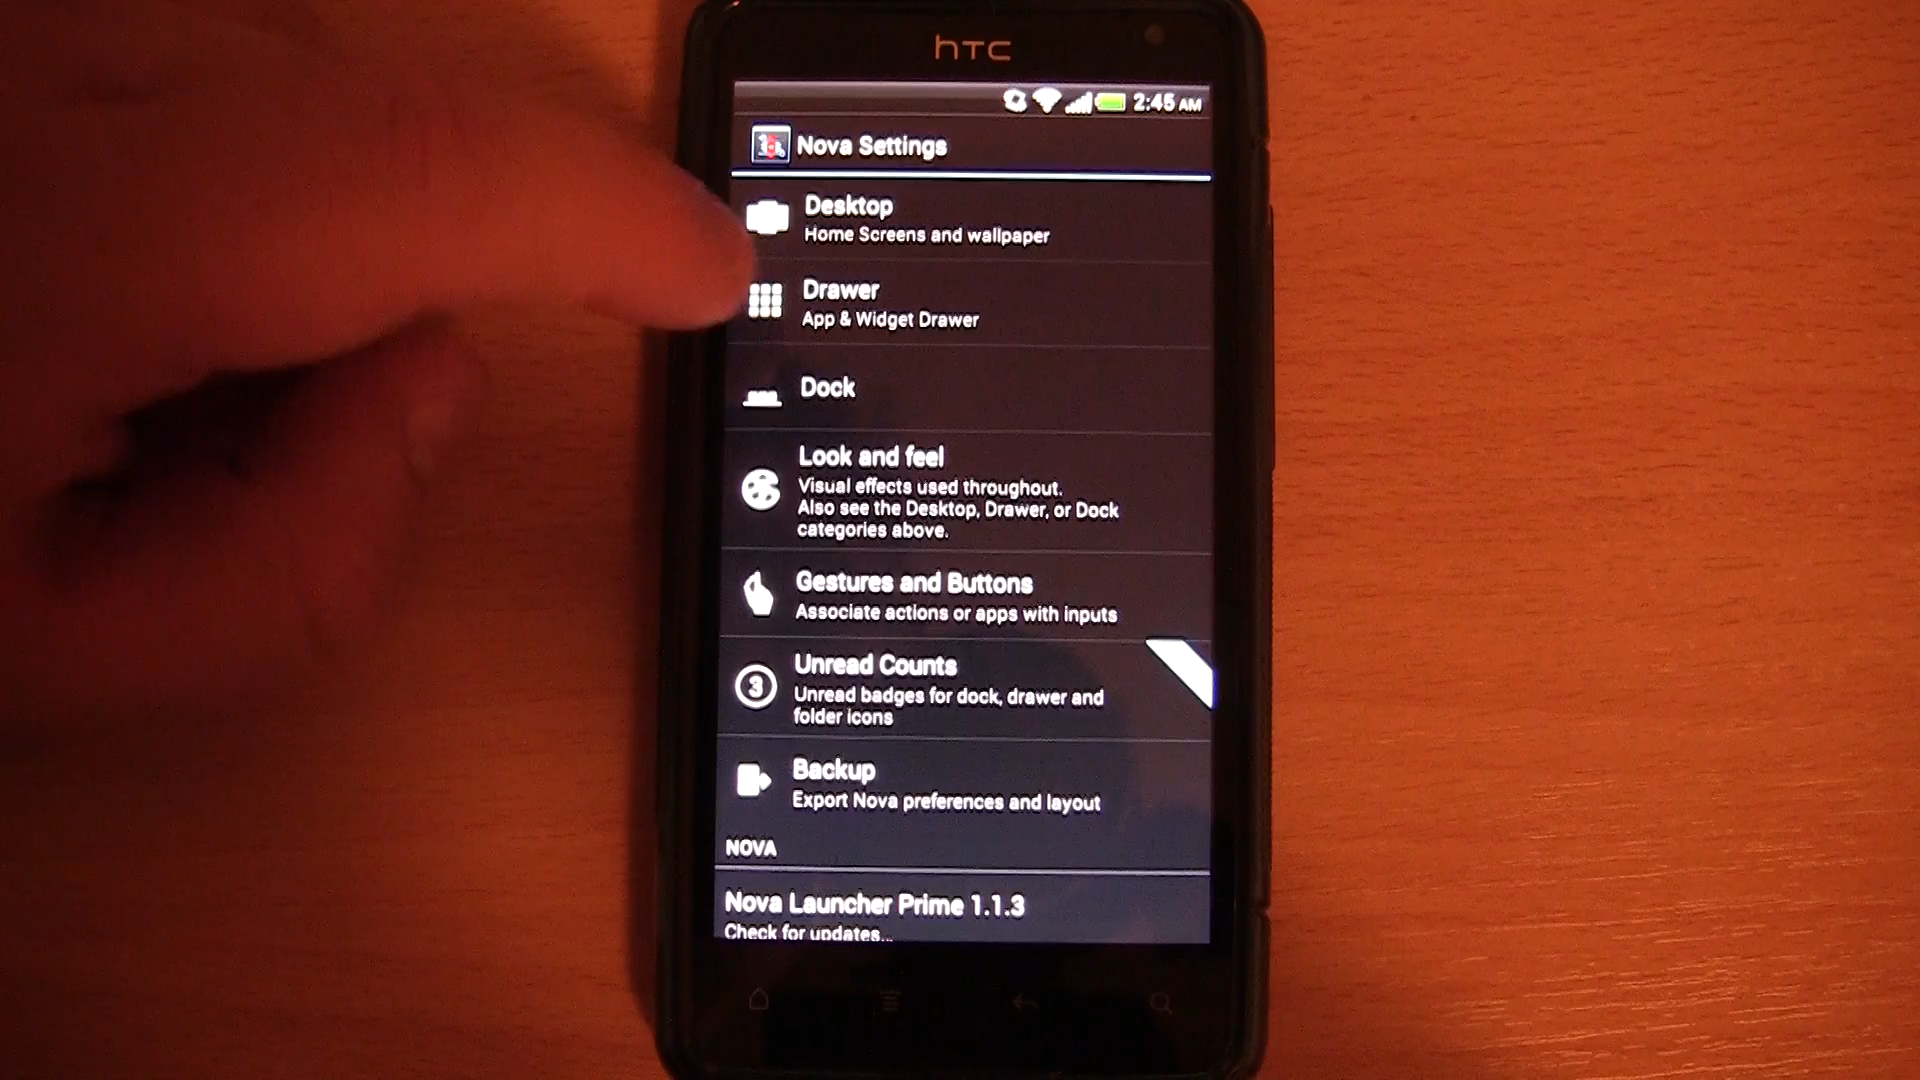 hTC
2:45 AM
Nova Settings
Desktop
Home Screens and wallpaper
Drawer
App & Widget Drawer
Dock
Look and feel
Visual effects used throughout.
Also see the Desktop, Drawer, or Dock
categories above.
Gestures and Buttons
Associate actions or apps with inputs
3
Unread Counts
Unread badges for dock, drawer and
folder icons
Backup
Export Nova preferences and layout
NOVA
Nova Launcher Prime 1.1.3
Check for updates...